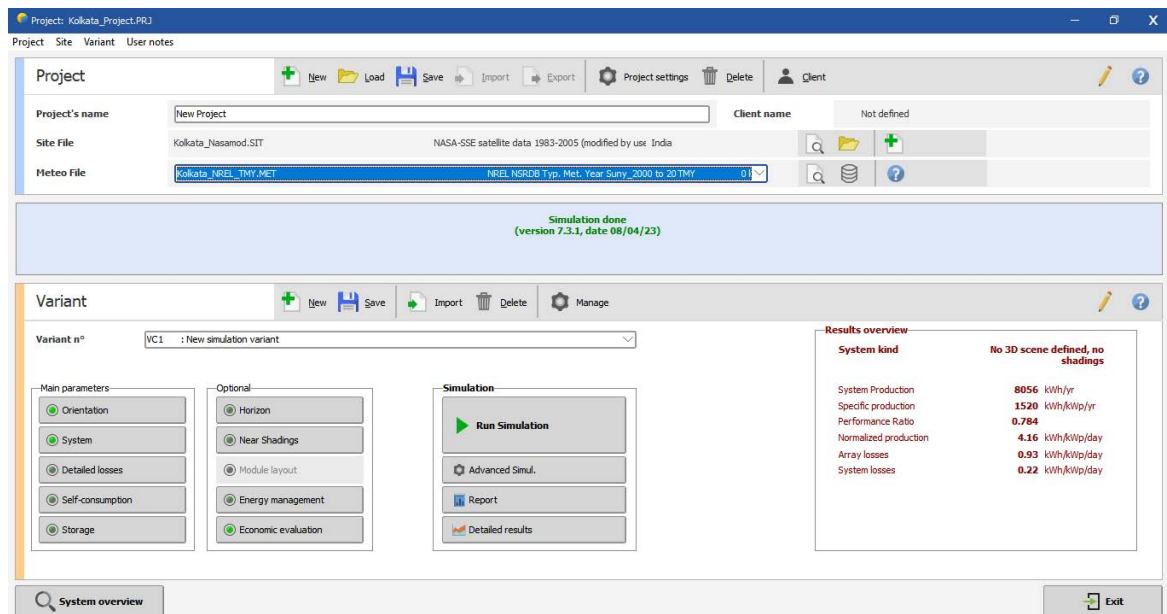 Project: Kolkata_Project.PRJ
Project Site Variant User notes
Project New Load Save Import Export Project settings Delete Client
Project's name New Project Client name Not defined
Site File Kolkata_Nasamod.SIT NASA-SSE satellite data 1983-2005 (modified by use India
Meteo File Kolkata_NREL_TMY.MET NREL NSRDB Typ. Met. Year Suny_2000 to 20 TMY 0 k
Simulation done
(version 7.3.1, date 08/04/23)
Variant New Save Import Delete Manage
Variant n° VC1 : New simulation variant
Main parameters
Orientation
System
Detailed losses
Self-consumption
Storage
Optional
Horizon
Near Shadings
Module layout
Energy management
Economic evaluation
Simulation
Run Simulation
Advanced Simul.
Report
Detailed results
Results overview
System kind No 3D scene defined, no
shadings
System Production 8056 kWh/yr
Specific production 1520 kWh/kWp/yr
Performance Ratio 0.784
Normalized production 4.16 kWh/kWp/day
Array losses 0.93 kWh/kWp/day
System losses 0.22 kWh/kWp/day
System overview Exit